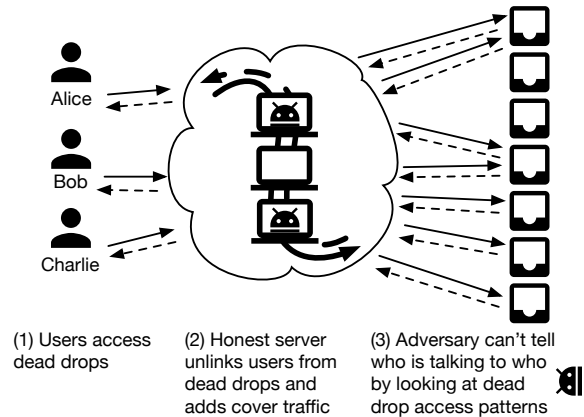 Alice
Bob
Charlie
(1) Users access
dead drops
(2) Honest server
unlinks users from
dead drops and
adds cover traffic
(3) Adversary can't tell
who is talking to who
by looking at dead
drop access patterns